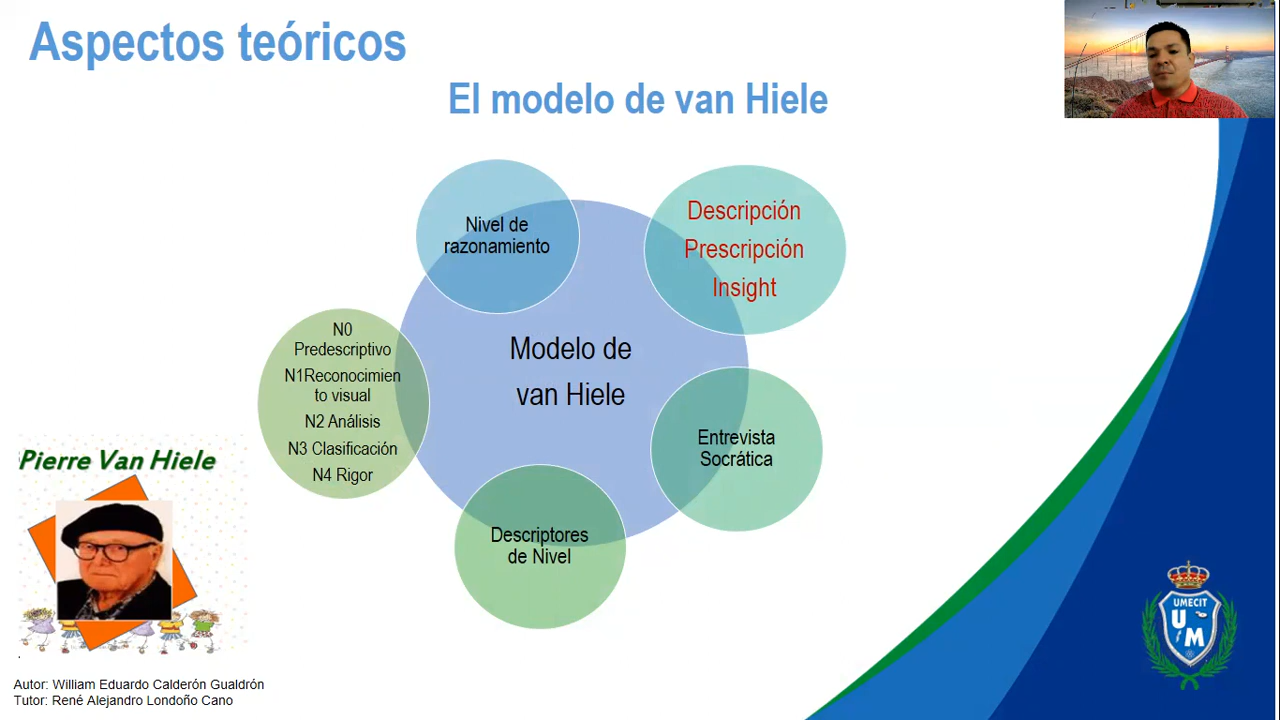 Aspectos teóricos
El modelo de van Hiele
Nivel de
razonamiento
Descripción
Prescripción
Insight
N0
Predescriptivo
N1Reconocimien
to visual
N2 Análisis
N3 Clasificación
N4 Rigor
Modelo de
van Hiele
Entrevista
Socrática
Descriptores
de Nivel
Pierre Van Hiele
UMECIT
U
M
Autor: William Eduardo Calderón Gualdrón
Tutor: René Alejandro Londoño Cano